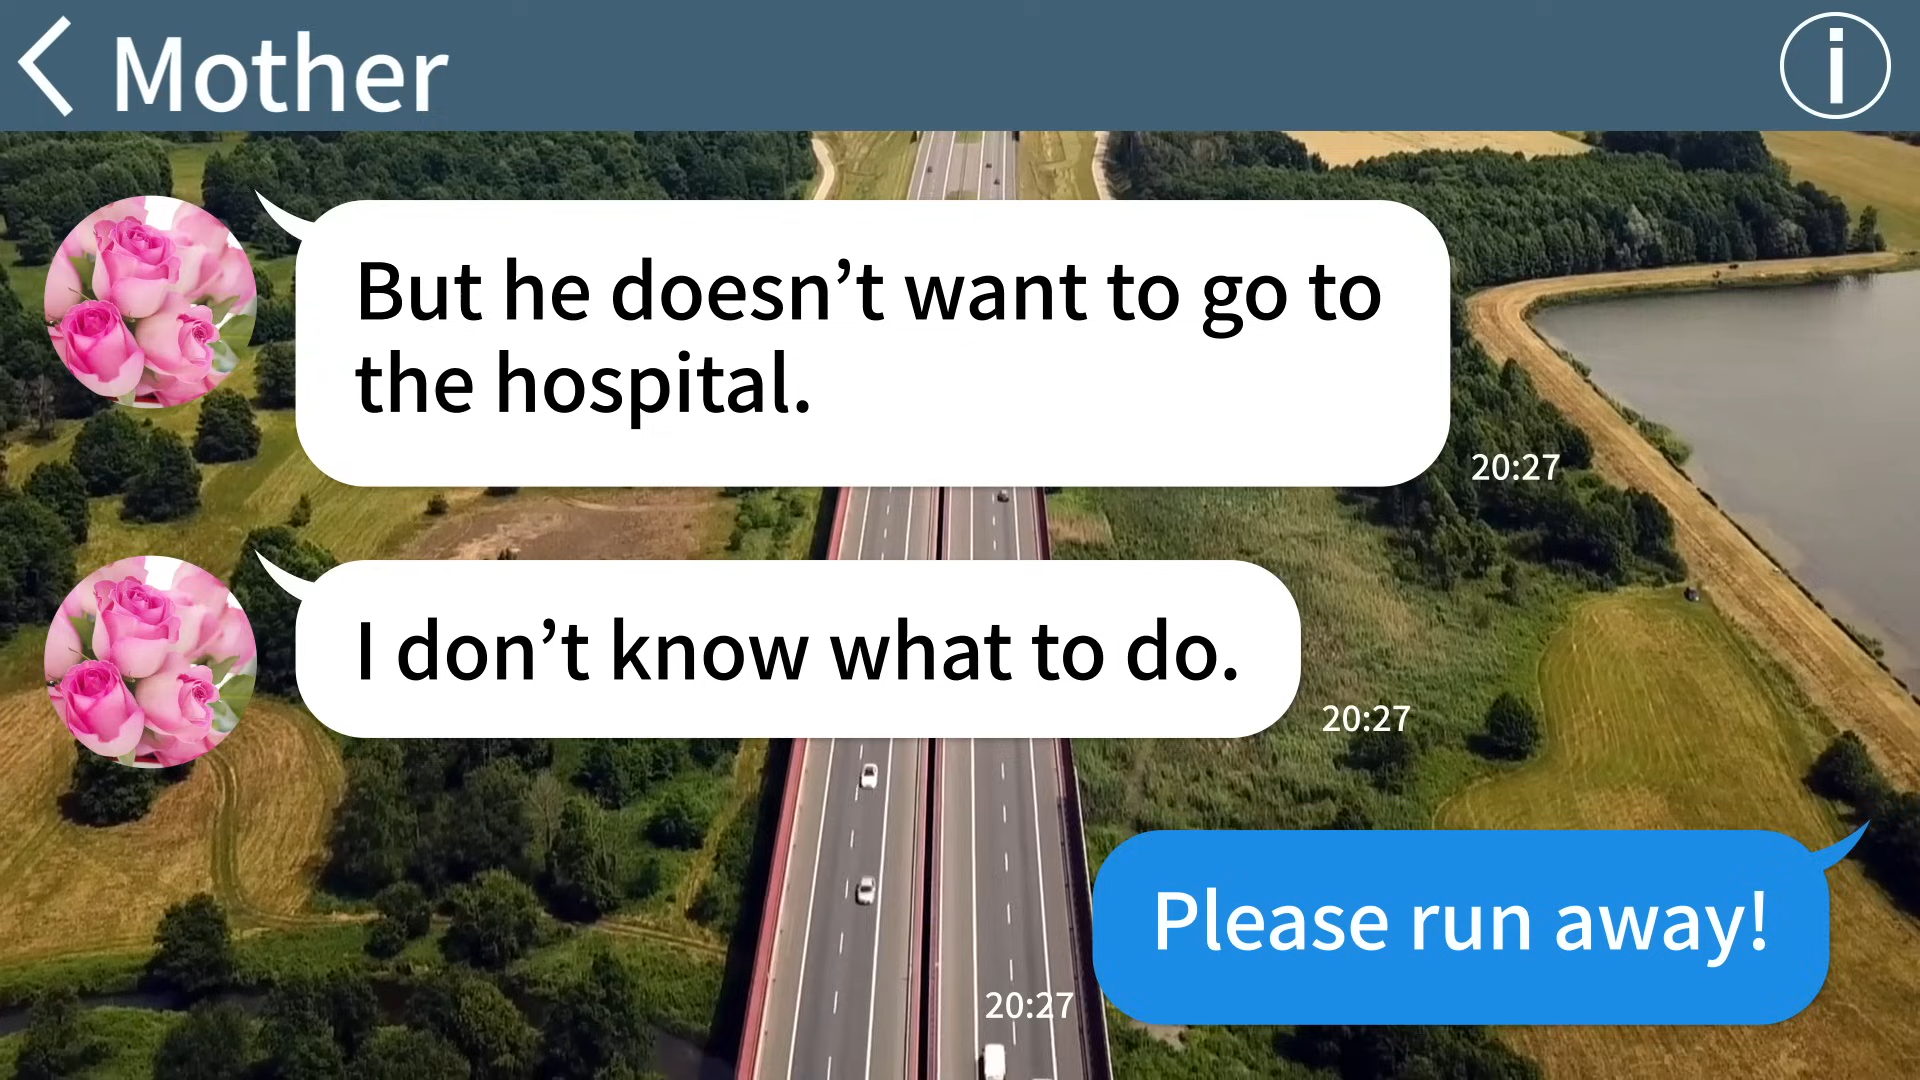 Mother
But he doesn’t want to go to
the hospital.
20:27
I don’t know what to do.
20:27
Please run away!
20:27